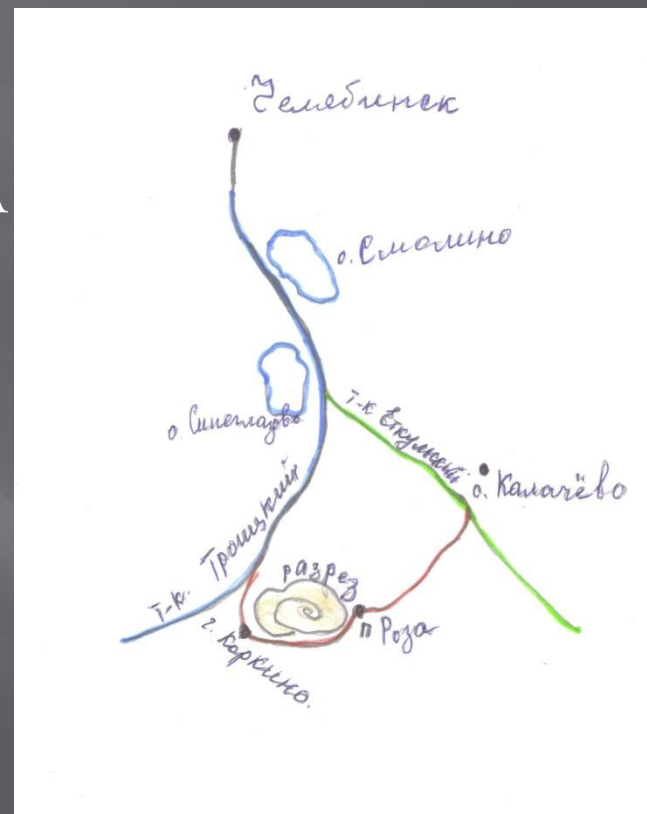 Челябинск
о. Смолино
о. Синеглазово
т-к Еткульский
о. Калачёво
т-к. Троицкий
разрез
п Роза
г. Коркино.